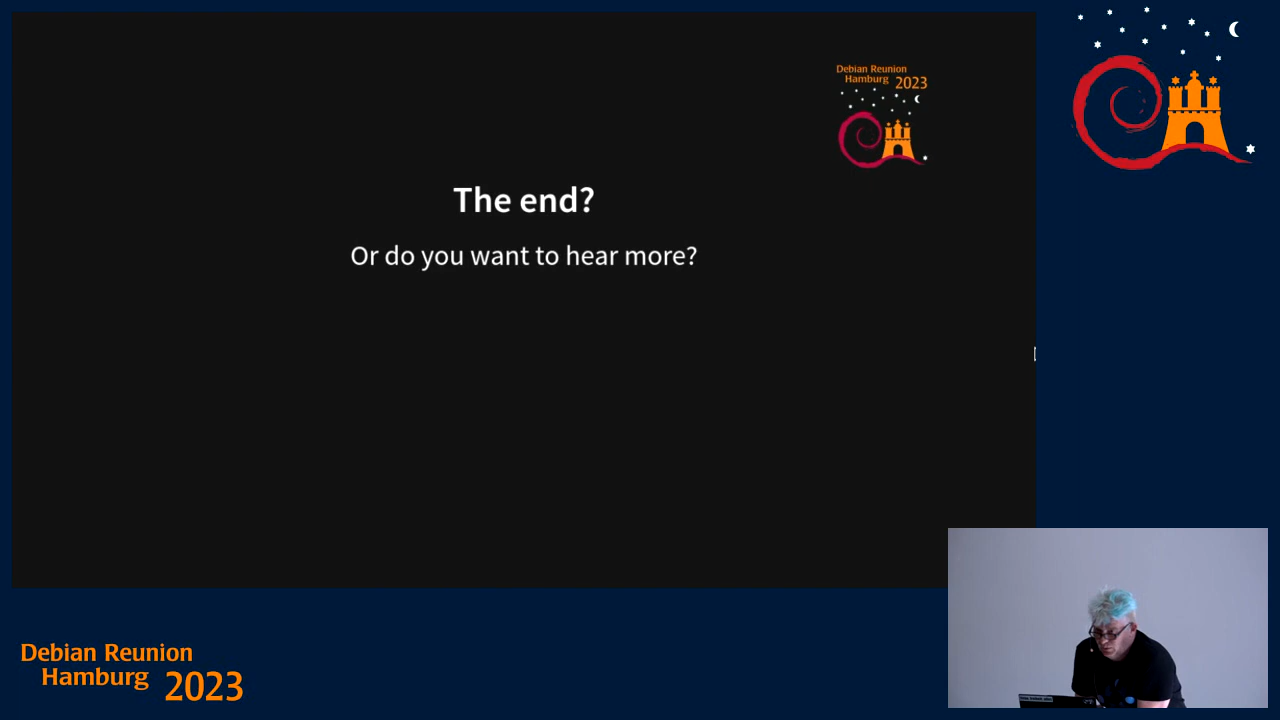 Debian Reunion
Hamburg 2023
The end?
Or do you want to hear more?
Debian Reunion
Hamburg 2023